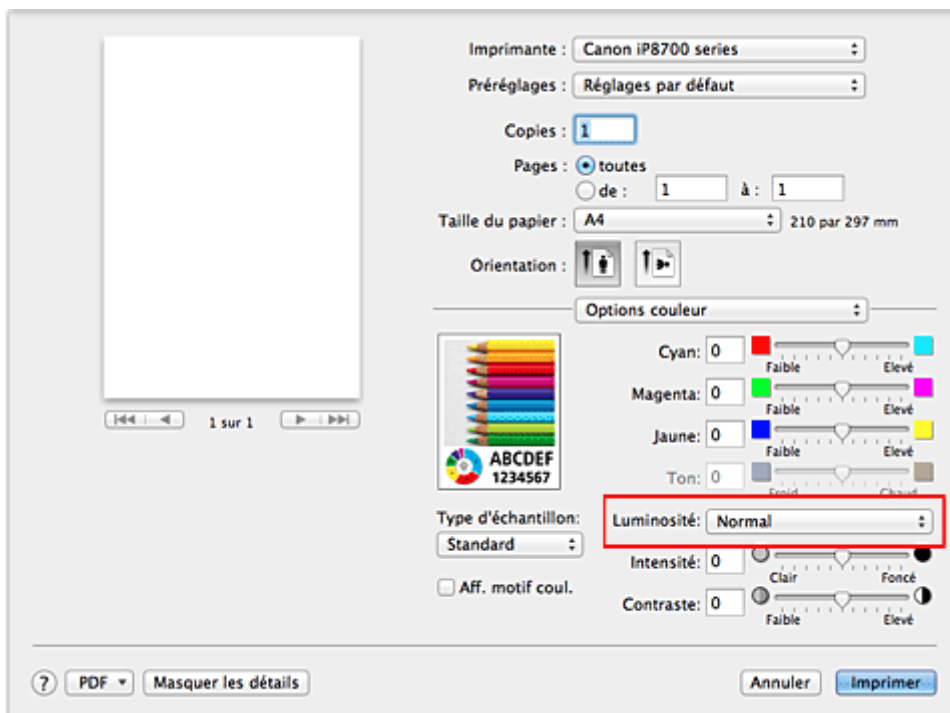 Imprimante : Canon iP8700 series
Préréglages : Réglages par défaut
Copies : 1
Pages : toutes
de : 1 à : 1
Taille du papier : A4 210 par 297 mm
Orientation :
Options couleur
Cyan: 0
Faible Elevé
Magenta: 0
Faible Elevé
Jaune: 0
Faible Elevé
Ton: 0
Froid Chaud
1 sur 1
ABCDEF
1234567
Type d'échantillon:
Standard
Aff. motif coul.
Luminosité: Normal
Intensité: 0
Clair Foncé
Contraste: 0
Faible Elevé
? PDF Masquer les détails Annuler Imprimer